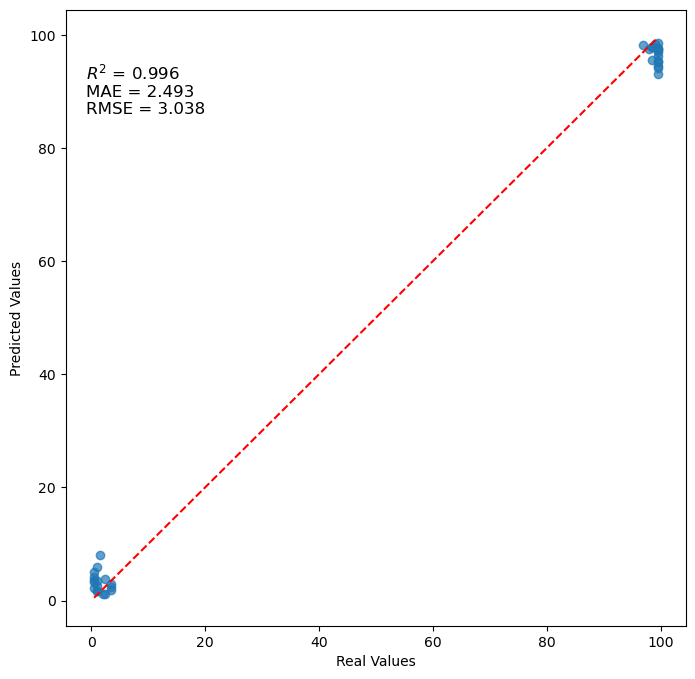 R² = 0.996
MAE = 2.493
RMSE = 3.038
100
80
60
40
20
0
Predicted Values
0 20 40 60 80 100
Real Values